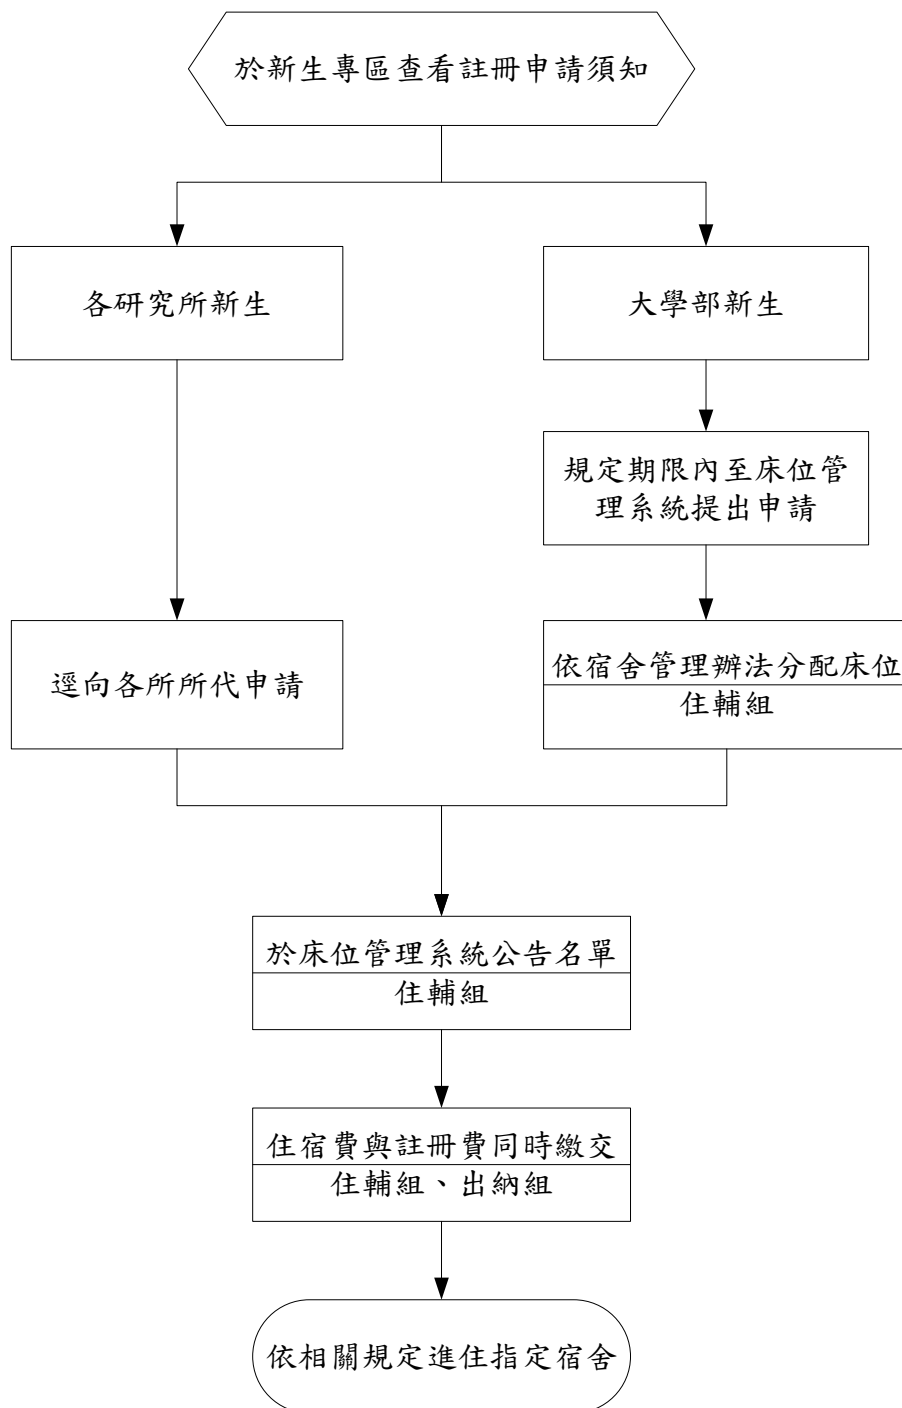 於新生專區查看註冊申請須知
各研究所新生
大學部新生
規定期限內至床位管
理系統提出申請
逕向各所所代申請
依宿舍管理辦法分配床位
住輔組
於床位管理系統公告名單
住輔組
住宿費與註冊費同時繳交
住輔組、出納組
依相關規定進住指定宿舍